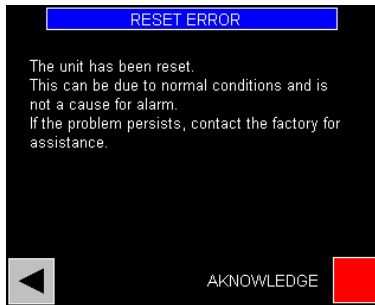 RESET ERROR
The unit has been reset.
This can be due to normal conditions and is
not a cause for alarm.
If the problem persists, contact the factory for
assistance.
AKNOWLEDGE